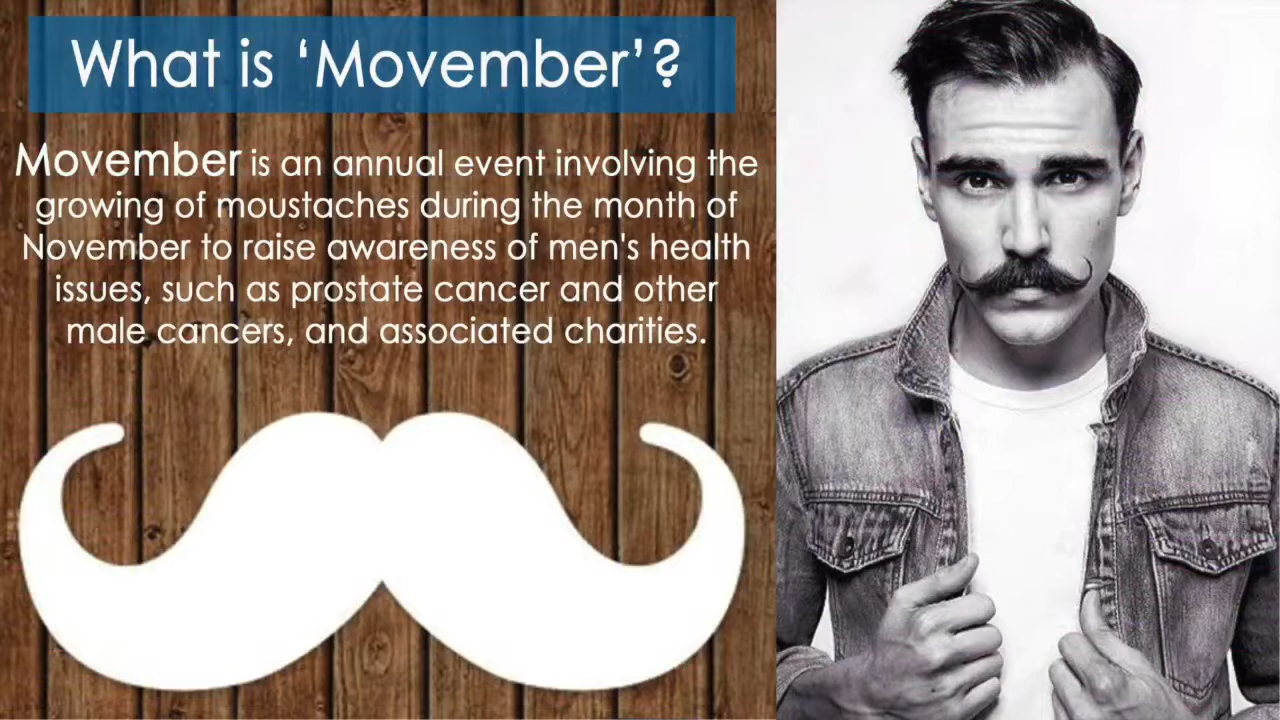 What is ‘Movember’?
Movember is an annual event involving the
growing of moustaches during the month of
November to raise awareness of men's health
issues, such as prostate cancer and other
male cancers, and associated charities.